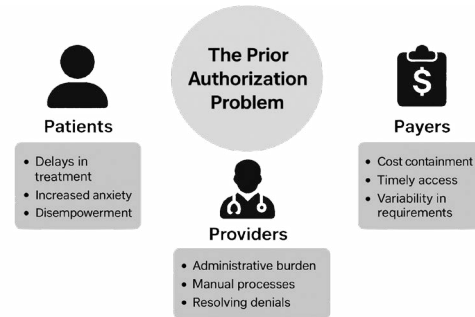 The Prior
Authorization
Problem
$
Patients
• Delays in
treatment
• Increased anxiety
• Disempowerment
Providers
• Administrative burden
• Manual processes
• Resolving denials
Payers
• Cost containment
• Timely access
• Variability in
requirements